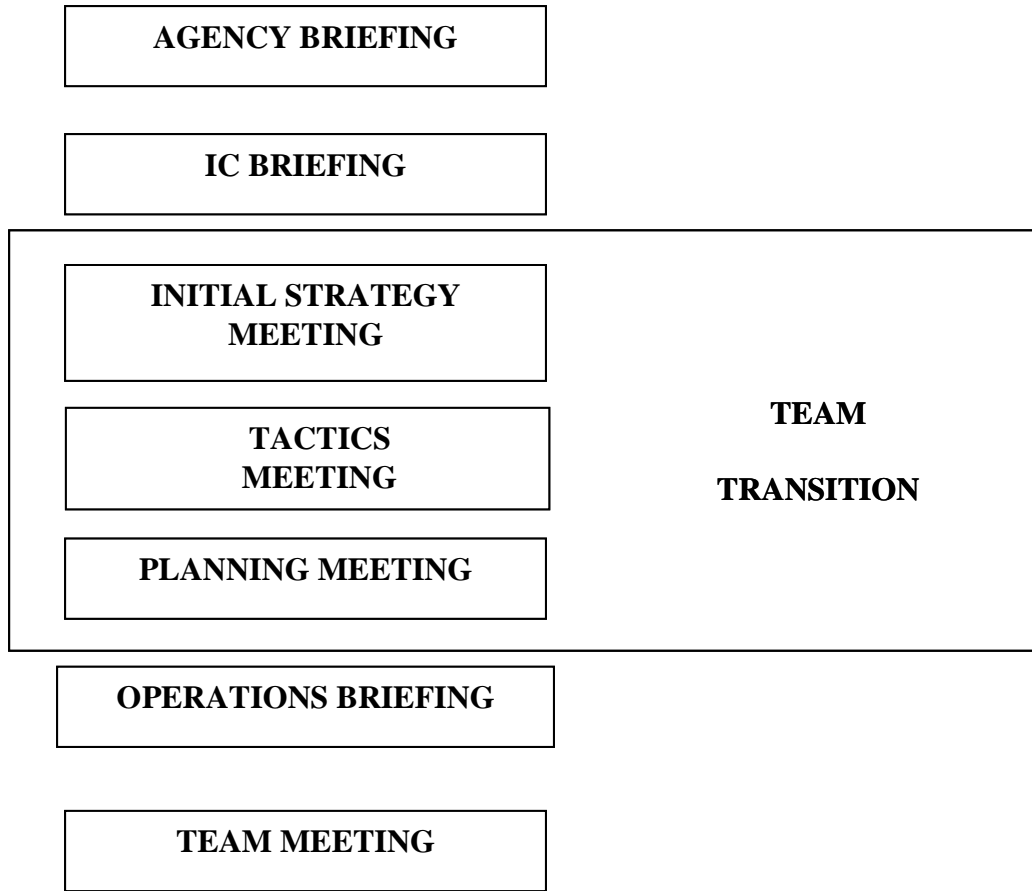 AGENCY BRIEFING
IC BRIEFING
INITIAL STRATEGY
MEETING
TACTICS
MEETING
PLANNING MEETING
TEAM
TRANSITION
OPERATIONS BRIEFING
TEAM MEETING